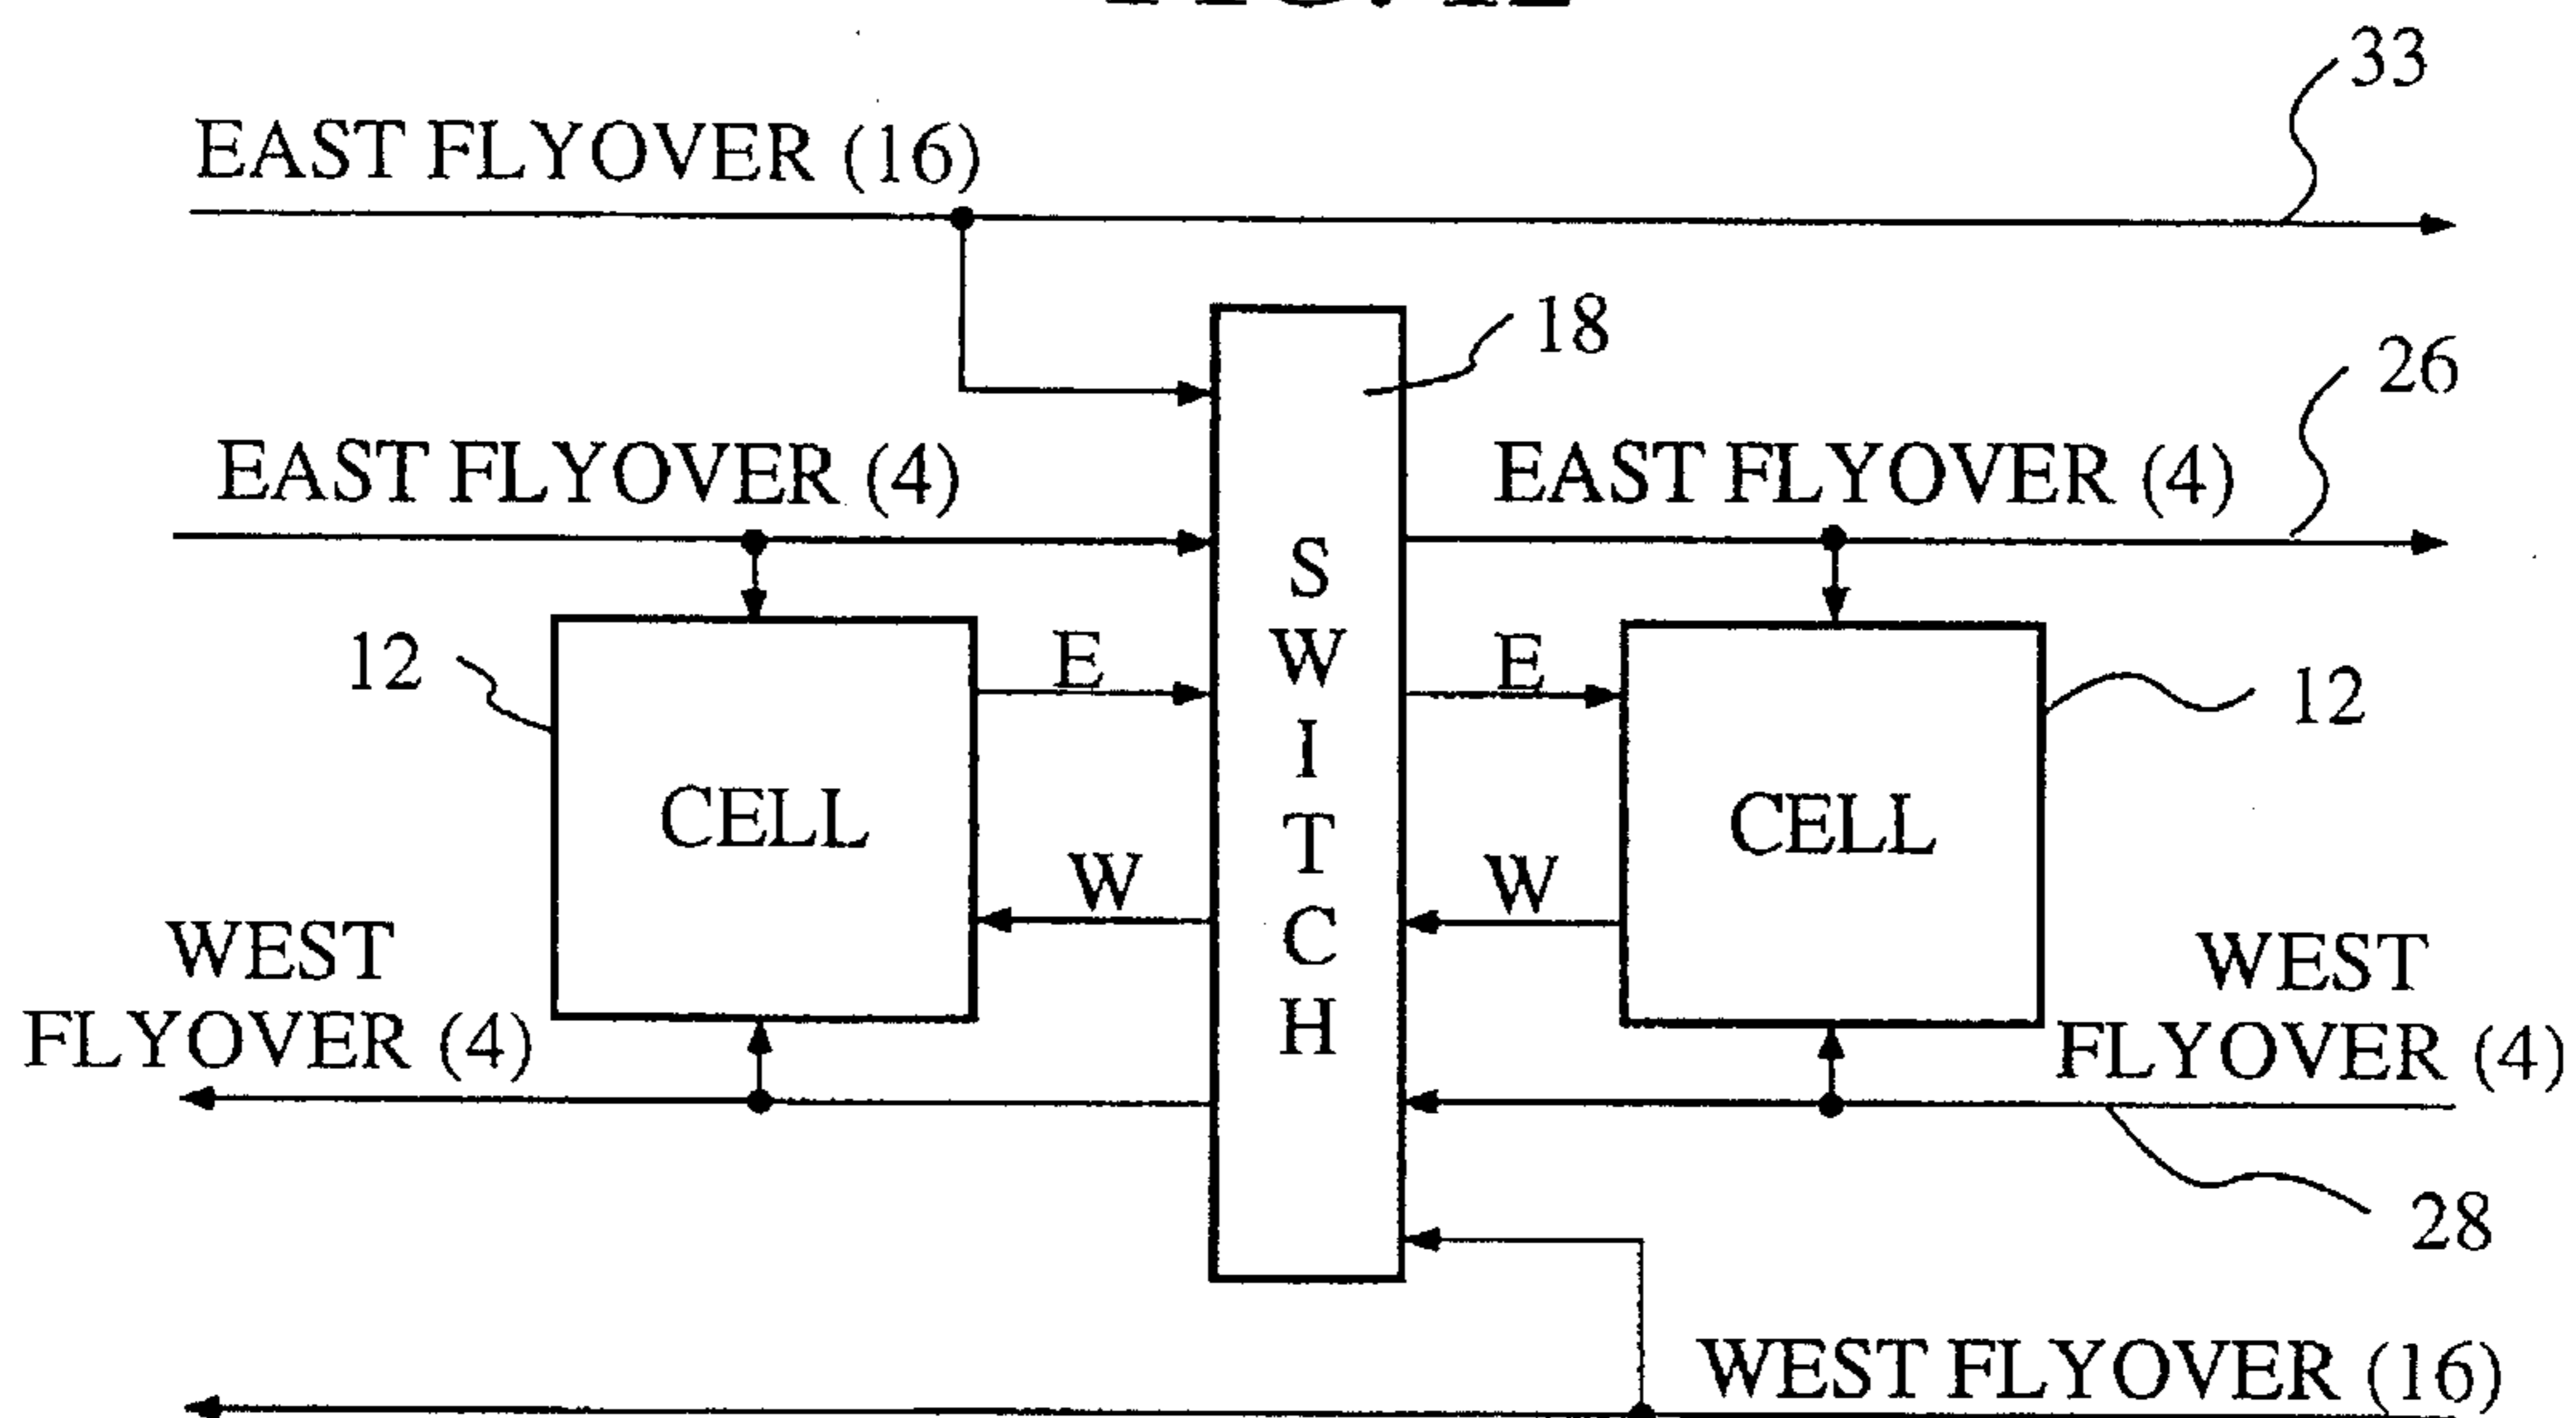 33
EAST FLYOVER (16)
18
26
EAST FLYOVER (4)
EAST FLYOVER (4)
SWITCH
12
E
E
12
CELL
CELL
W
W
WEST
FLYOVER (4)
WEST
FLYOVER (4)
28
WEST FLYOVER (16)